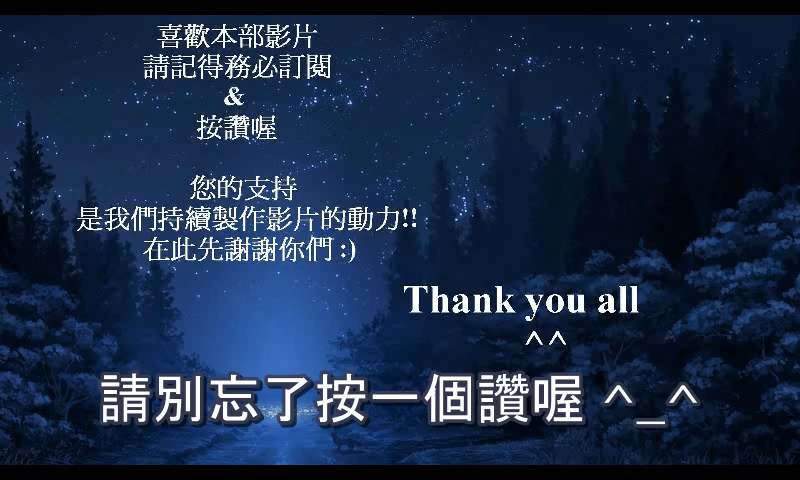 喜歡本部影片
請記得務必訂閱
&
按讚喔
您的支持
是我們持續製作影片的動力!!
在此先謝謝你們 :)
Thank you all
^^
請別忘了按一個讚喔 ^_^